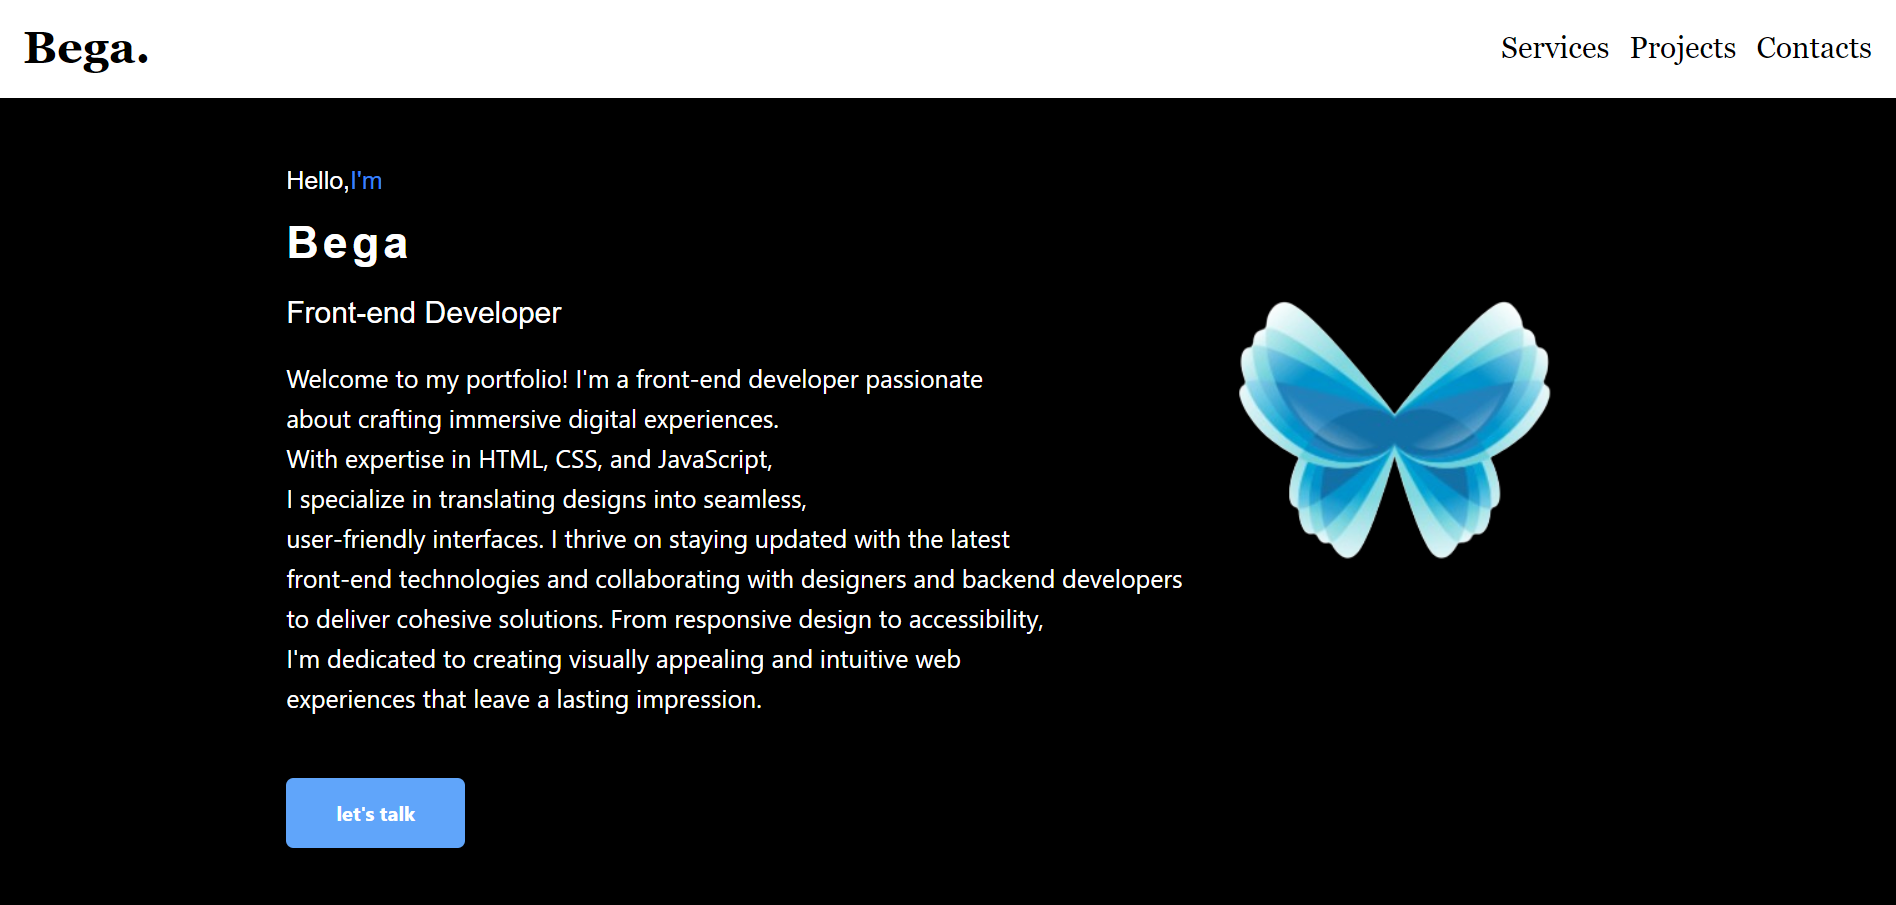 Bega.
Services Projects Contacts
Hello,I'm
Bega
Front-end Developer
Welcome to my portfolio! I'm a front-end developer passionate
about crafting immersive digital experiences.
With expertise in HTML, CSS, and JavaScript,
I specialize in translating designs into seamless,
user-friendly interfaces. I thrive on staying updated with the latest
front-end technologies and collaborating with designers and backend developers
to deliver cohesive solutions. From responsive design to accessibility,
I'm dedicated to creating visually appealing and intuitive web
experiences that leave a lasting impression.
let's talk